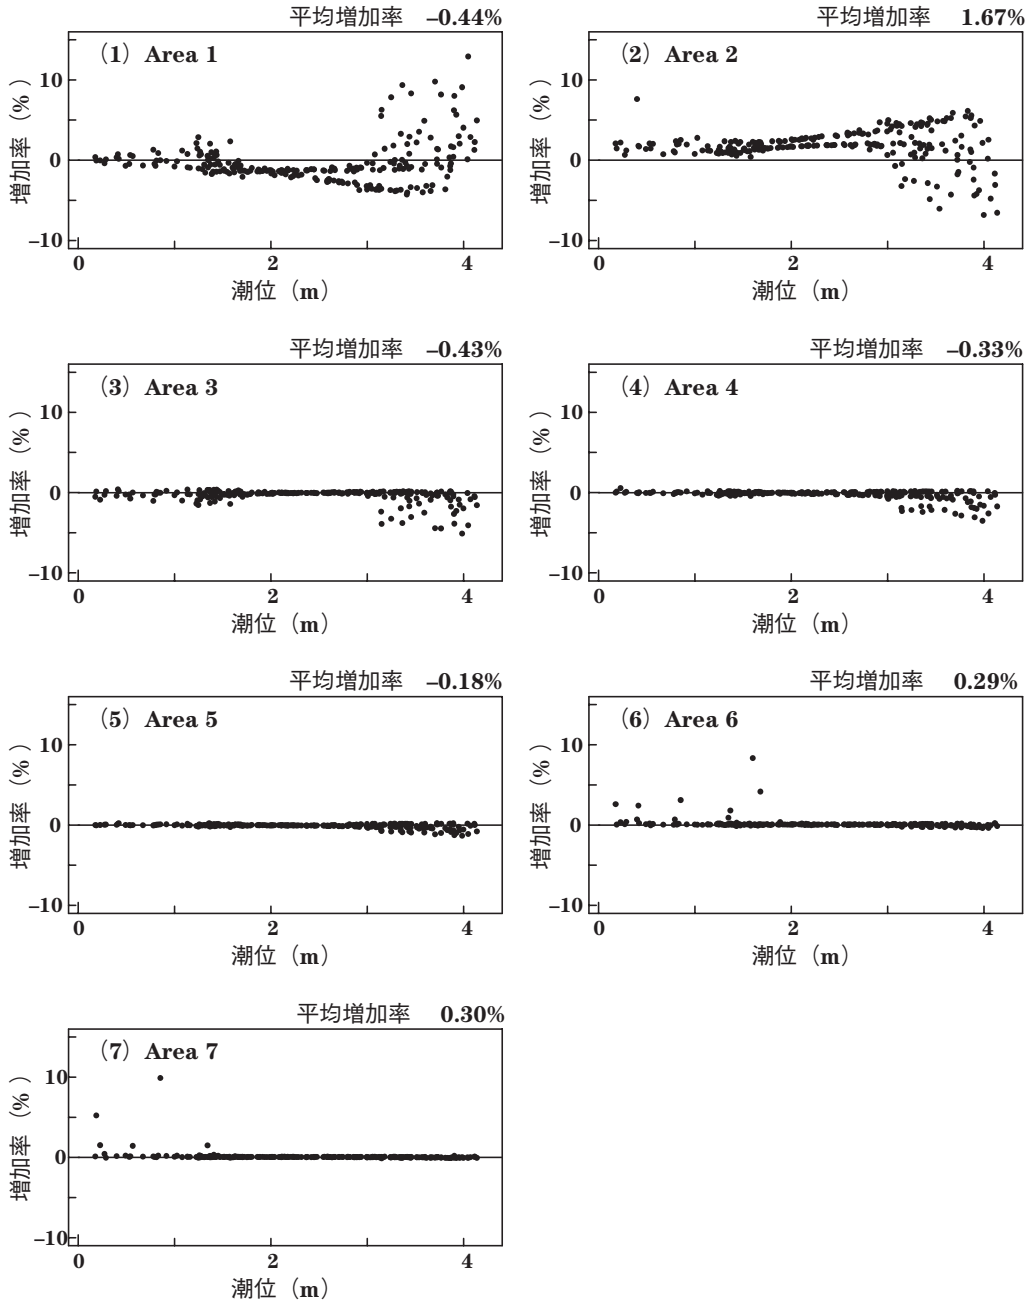 平均増加率 –0.44%
(1) Area 1
増加率 (%)
10
0
–10
0 2 4
潮位 (m)
平均増加率 1.67%
(2) Area 2
増加率 (%)
10
0
–10
0 2 4
潮位 (m)
平均増加率 –0.43%
(3) Area 3
増加率 (%)
10
0
–10
0 2 4
潮位 (m)
平均増加率 –0.33%
(4) Area 4
増加率 (%)
10
0
–10
0 2 4
潮位 (m)
平均増加率 –0.18%
(5) Area 5
増加率 (%)
10
0
–10
0 2 4
潮位 (m)
平均増加率 0.29%
(6) Area 6
増加率 (%)
10
0
–10
0 2 4
潮位 (m)
平均増加率 0.30%
(7) Area 7
増加率 (%)
10
0
–10
0 2 4
潮位 (m)